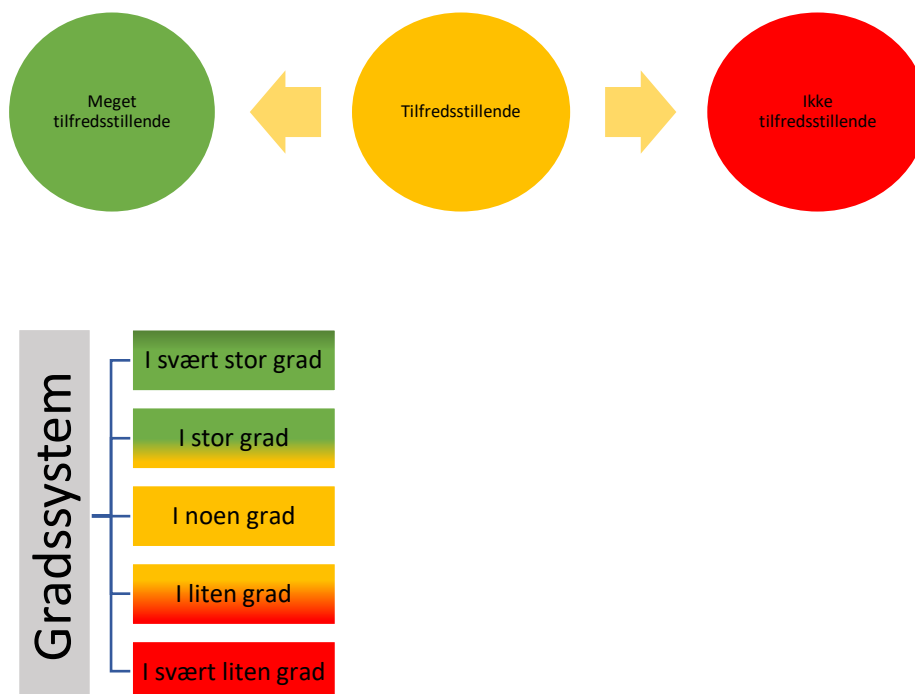 Meget
tilfredsstillende
Tilfredsstillende
Ikke
tilfredsstillende
Gradssystem
I svært stor grad
I stor grad
I noen grad
I liten grad
I svært liten grad